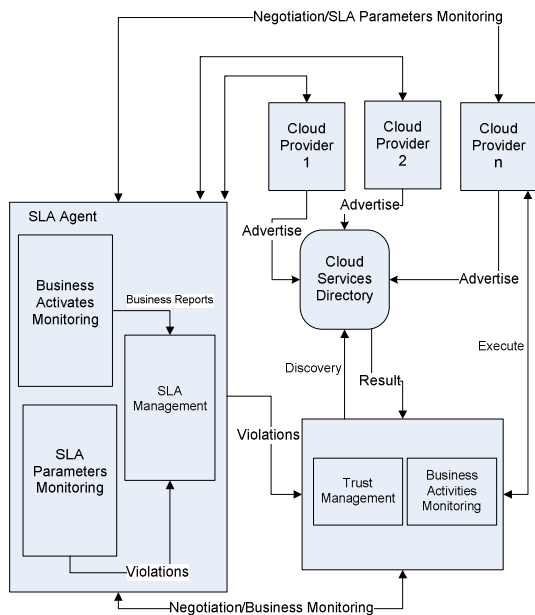 Negotiation/SLA Parameters Monitoring
Cloud
Provider
1
Cloud
Provider
2
Cloud
Provider
n
Advertise
Advertise
Advertise
Cloud
Services
Directory
SLA Agent
Business
Activates
Monitoring
Business Reports
SLA
Management
SLA
Parameters
Monitoring
Violations
Violations
Discovery
Result
Execute
Trust
Management
Business
Activities
Monitoring
Negotiation/Business Monitoring